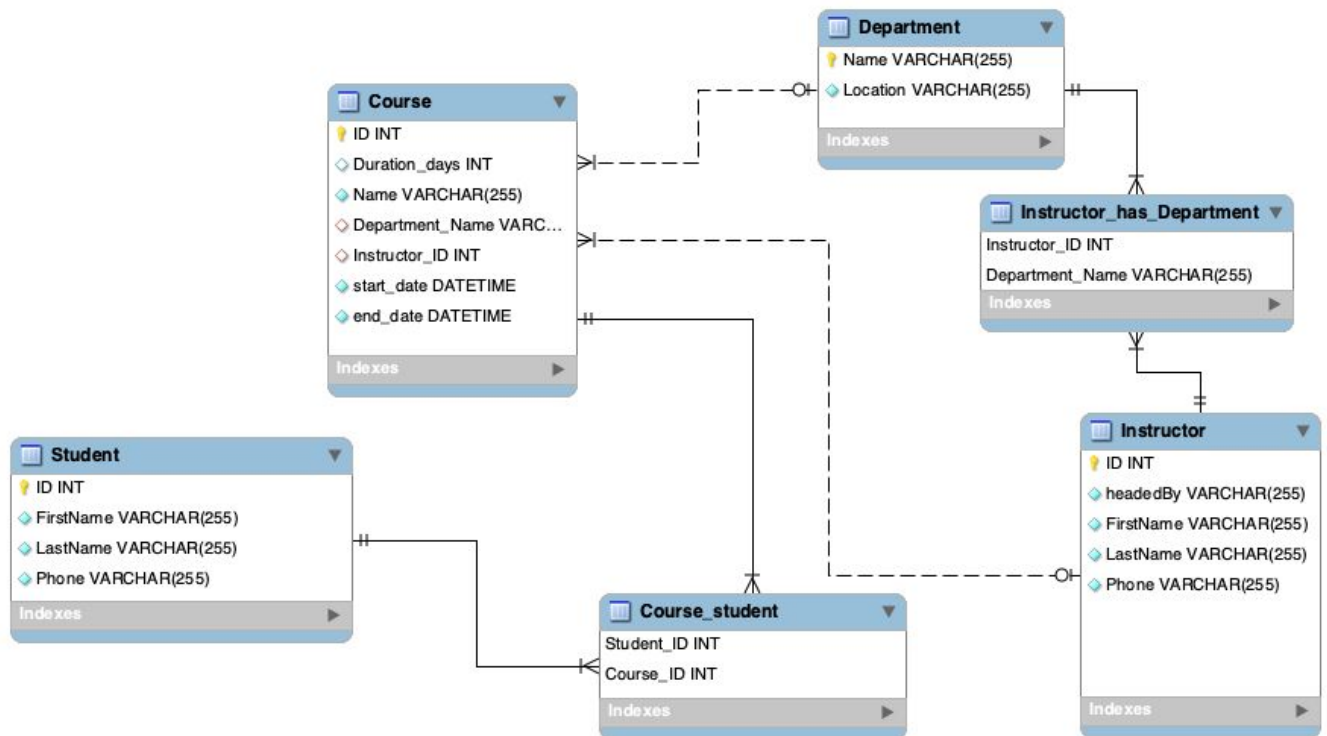 Department
Name VARCHAR(255)
Location VARCHAR(255)
Indexes
Course
ID INT
Duration_days INT
Name VARCHAR(255)
Department_Name VARC...
Instructor_ID INT
start_date DATETIME
end_date DATETIME
Indexes
Instructor_has_Department
Instructor_ID INT
Department_Name VARCHAR(255)
Indexes
Student
ID INT
FirstName VARCHAR(255)
LastName VARCHAR(255)
Phone VARCHAR(255)
Indexes
Instructor
ID INT
headedBy VARCHAR(255)
FirstName VARCHAR(255)
LastName VARCHAR(255)
Phone VARCHAR(255)
Indexes
Course_student
Student_ID INT
Course_ID INT
Indexes